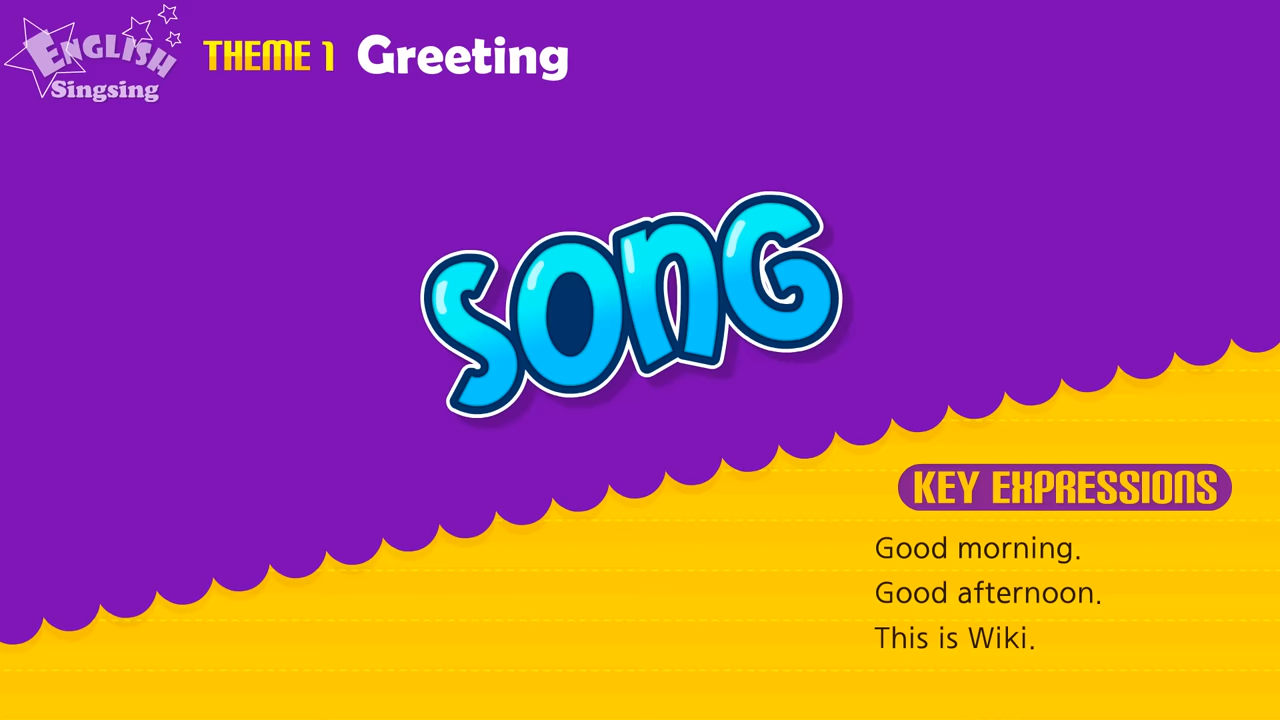 ENGLISH
Singsing
THEME 1 Greeting
SONG
KEY EXPRESSIONS
Good morning.
Good afternoon.
This is Wiki.